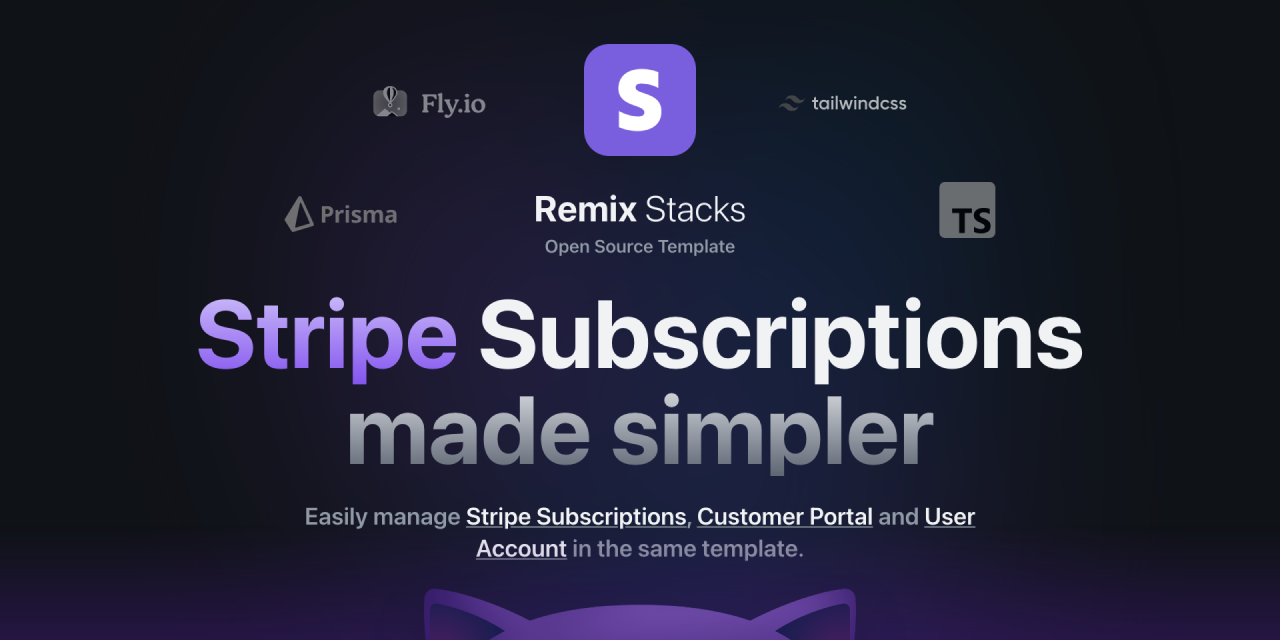 Fly.io
S
tailwindcss
Prisma
Remix Stacks
TS
Open Source Template
Stripe Subscriptions
made simpler
Easily manage Stripe Subscriptions, Customer Portal and User
Account in the same template.